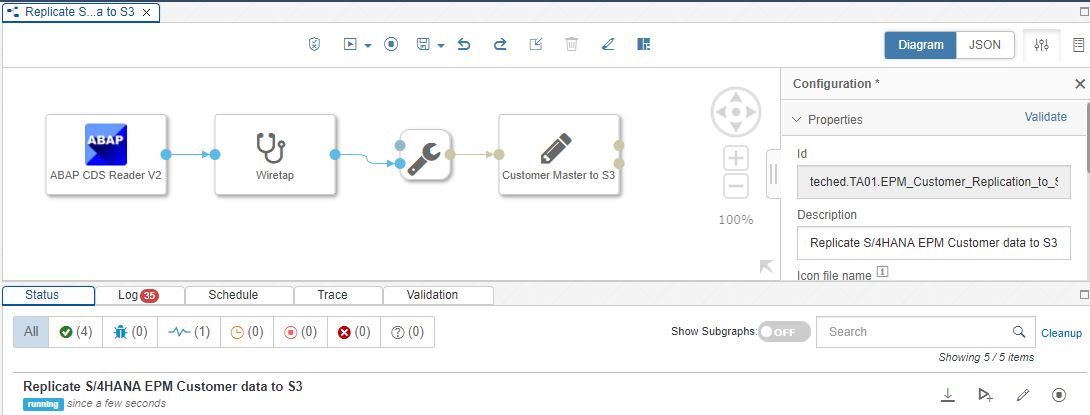 Replicate S...a to S3
Diagram
JSON
Configuration *
Properties
Validate
Id
teched.TA01.EPM_Customer_Replication_to_S
Description
Replicate S/4HANA EPM Customer data to S3
Icon file name
ABAP
ABAP CDS Reader V2
Wiretap
Customer Master to S3
100%
Status
Log 35
Schedule
Trace
Validation
All
(4)
(0)
(1)
(0)
(0)
(0)
(0)
Show Subgraphs:
OFF
Search
Cleanup
Showing 5 / 5 items
Replicate S/4HANA EPM Customer data to S3
running since a few seconds